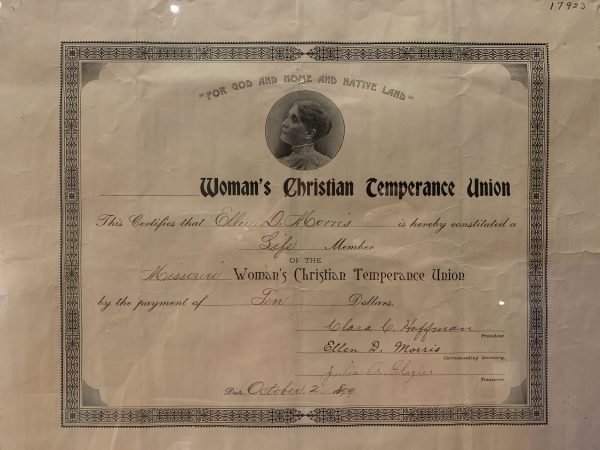 17923
"FOR GOD AND HOME AND NATIVE LAND"
Woman's Christian Temperance Union
This Certifies that Ellen D. Morris is hereby constituted a
Life Member
OF THE
Missouri Woman's Christian Temperance Union
by the payment of Ten Dollars.
Clara C. Hoffman
President.
Ellen D. Morris
Corresponding Secretary.
Julia A. Glazier
Treasurer.
Date, October 2,